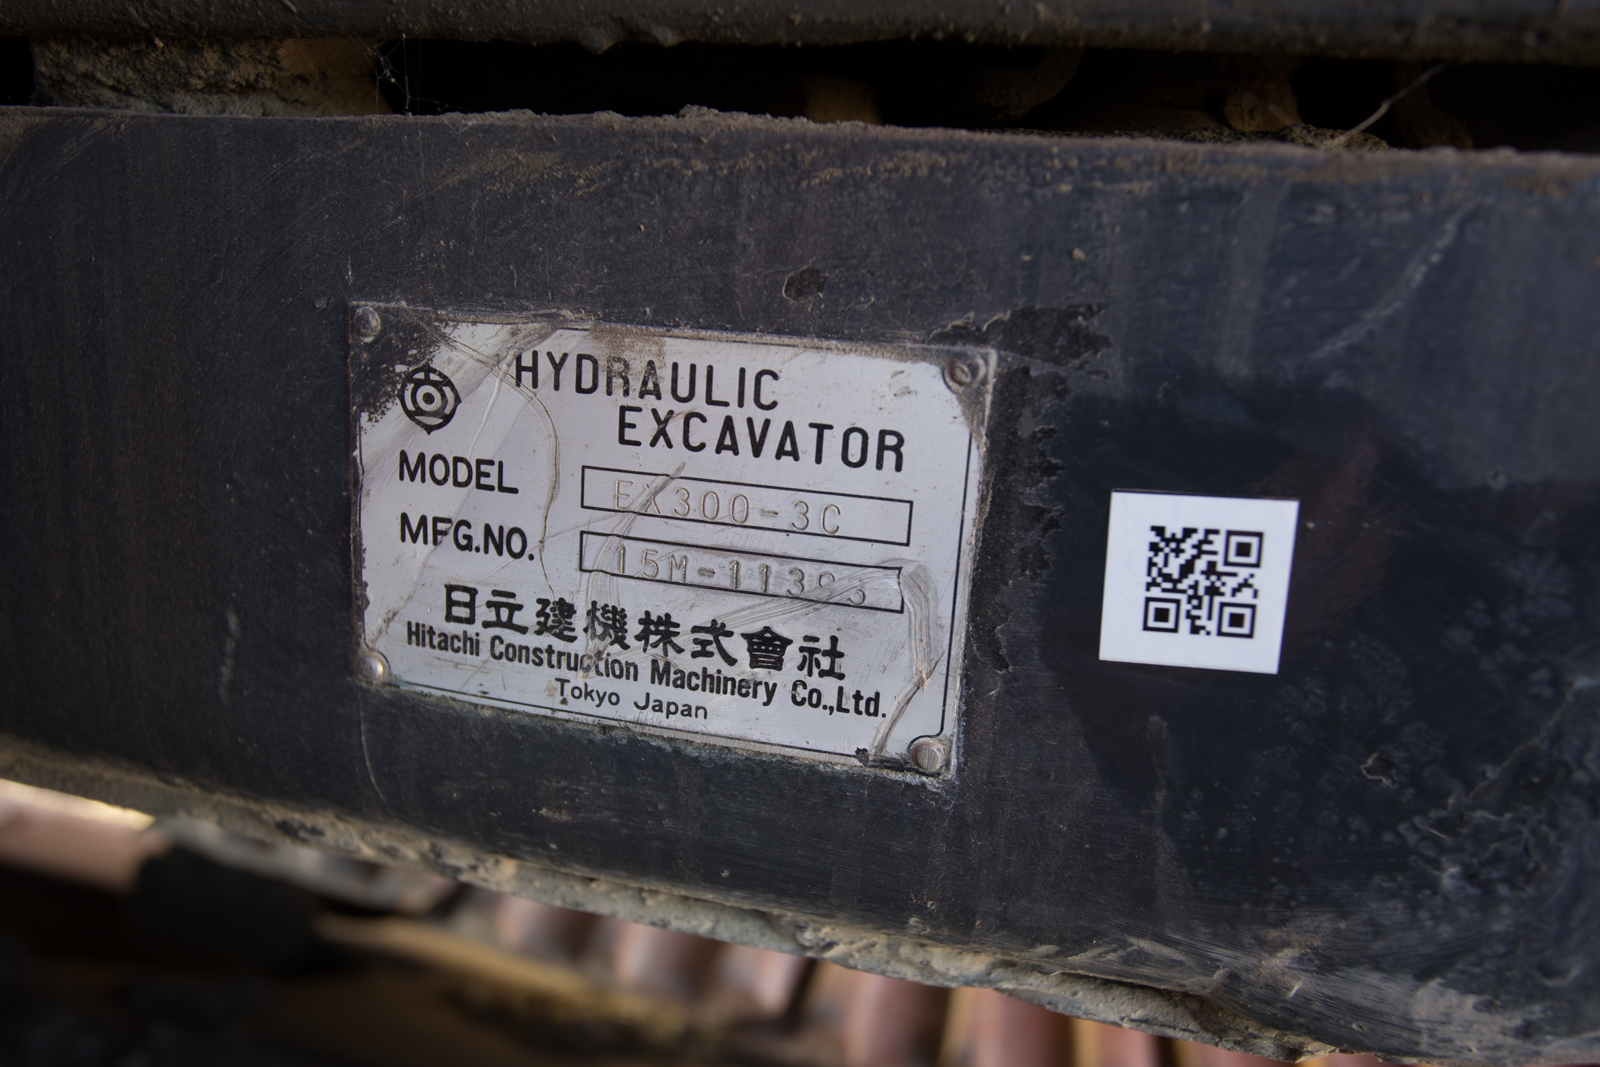 HYDRAULIC
EXCAVATOR
MODEL EX300-3C
MFG.NO.
日立建機株式會社
Hitachi Construction Machinery Co.,Ltd.
Tokyo Japan